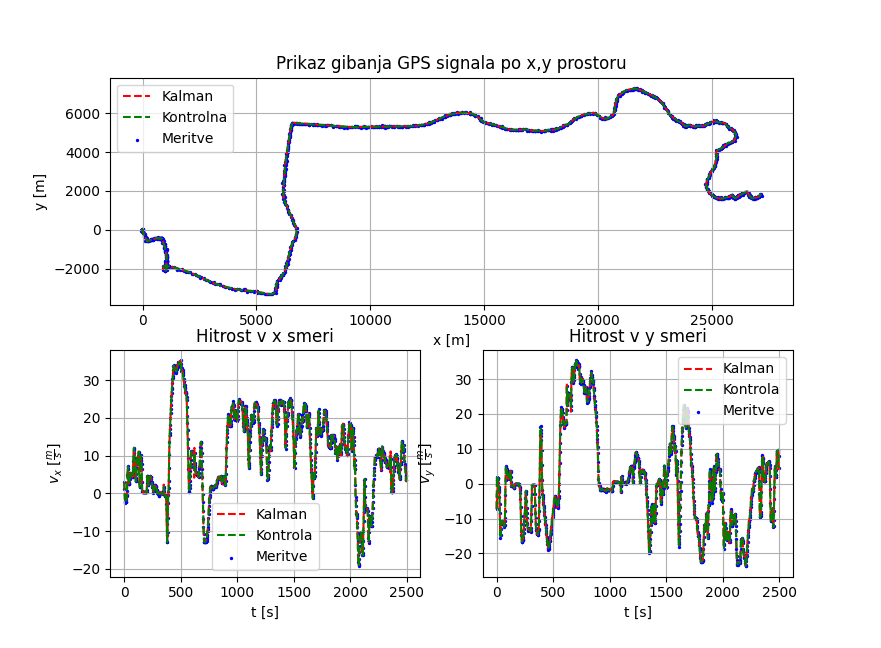 Prikaz gibanja GPS signala po x,y prostoru
Kalman
Kontrolna
Meritve
6000
4000
2000
0
−2000
y [m]
0
5000
10000
15000
20000
25000
x [m]
Hitrost v x smeri
30
20
10
0
−10
−20
v_x [m/s]
Kalman
Kontrola
Meritve
0
500
1000
1500
2000
2500
t [s]
Hitrost v y smeri
Kalman
Kontrola
Meritve
30
20
10
0
−10
−20
v_y [m/s]
0
500
1000
1500
2000
2500
t [s]